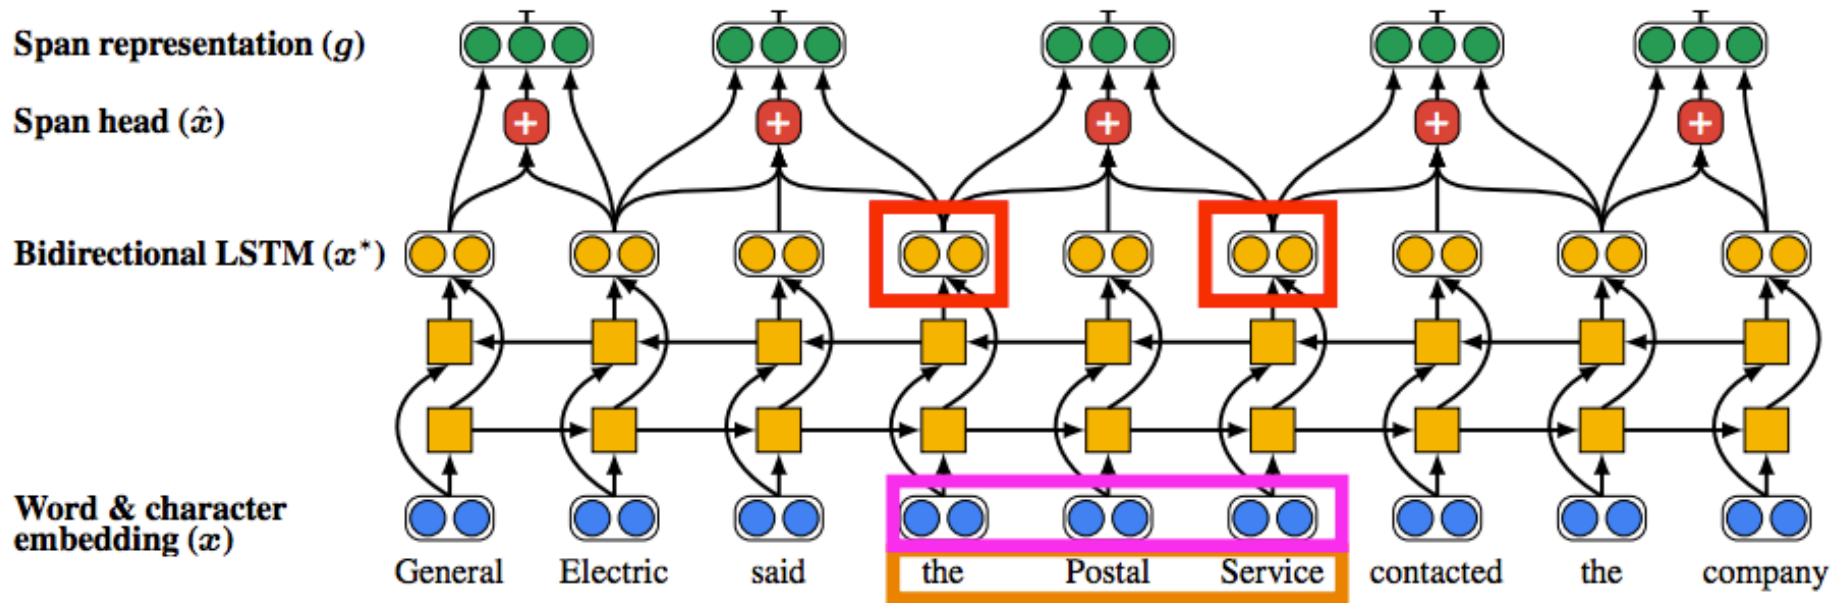 Span representation (g)
Span head (x̂)
+ + + + +
Bidirectional LSTM (x*)
Word & character
embedding (x)
General Electric said the Postal Service contacted the company